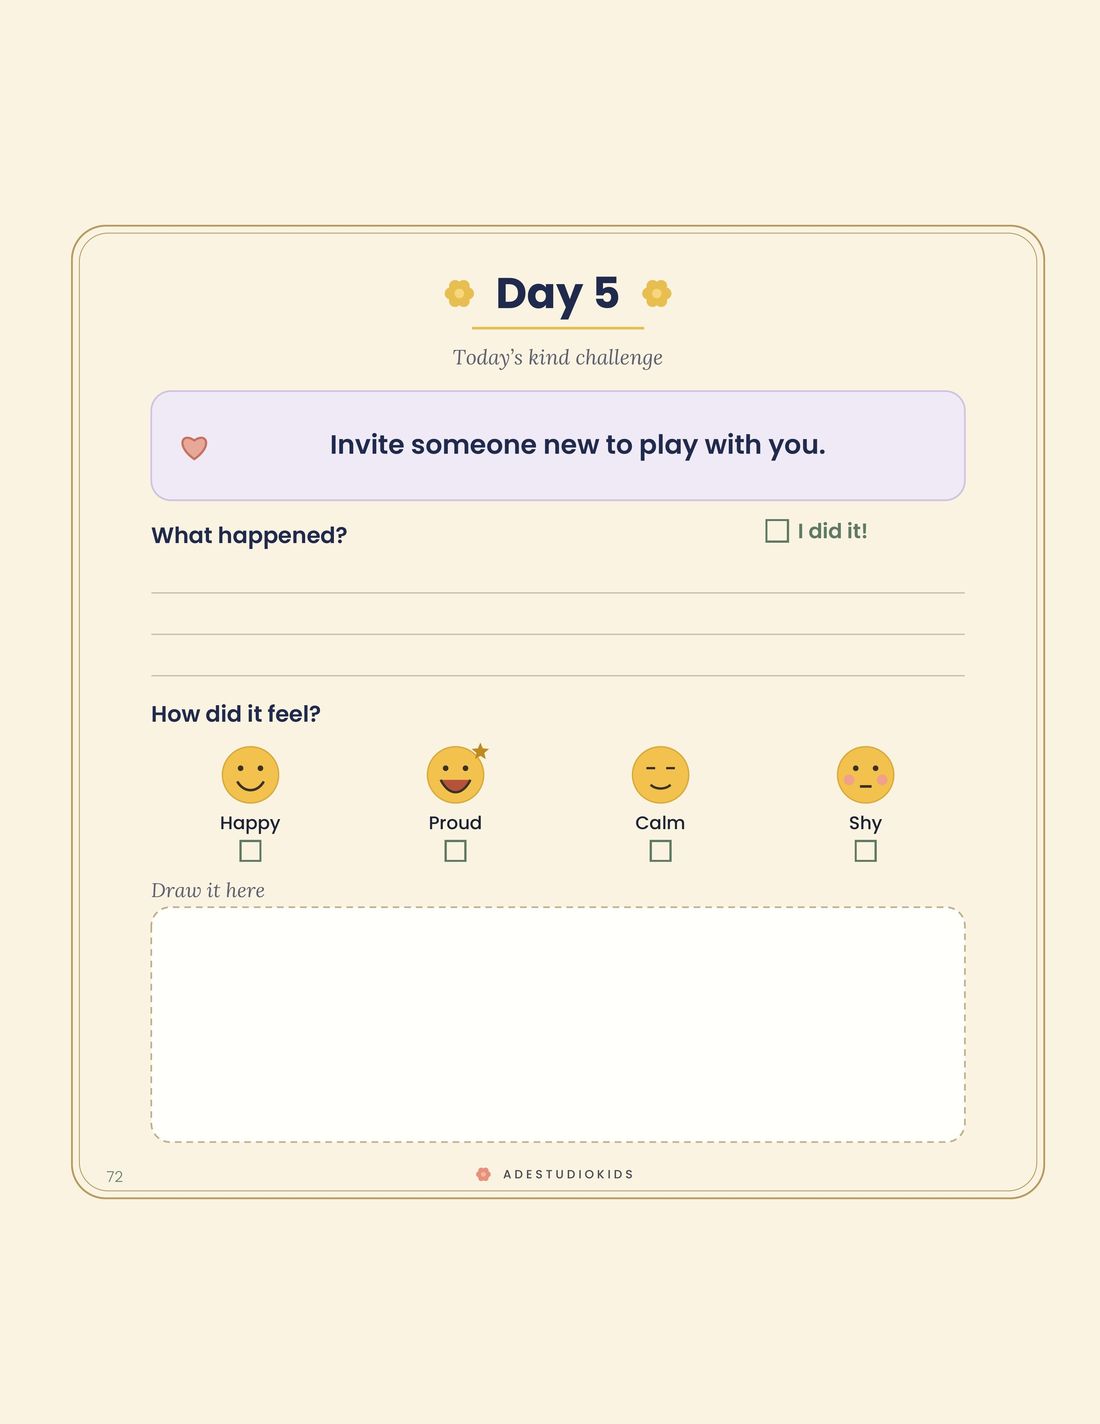 Day 5
Today's kind challenge
Invite someone new to play with you.
What happened?
I did it!
How did it feel?
Happy
Proud
Calm
Shy
Draw it here
72
ADESTUDIOKIDS